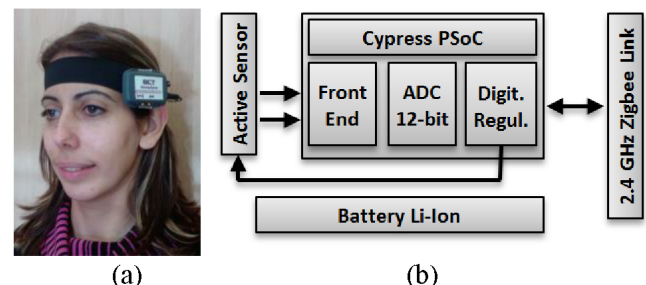 BCT
Cypress PSoC
Active Sensor
Front
End
ADC
12-bit
Digit.
Regul.
2.4 GHz Zigbee Link
Battery Li-Ion
(a)
(b)